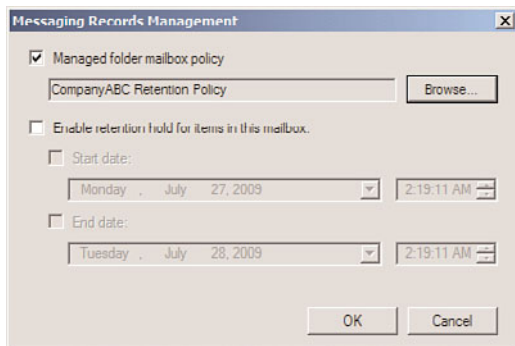 Messaging Records Management
Managed folder mailbox policy
CompanyABC Retention Policy Browse...
Enable retention hold for items in this mailbox.
Start date:
Monday , July 27, 2009 2:19:11 AM
End date:
Tuesday , July 28, 2009 2:19:11 AM
OK Cancel